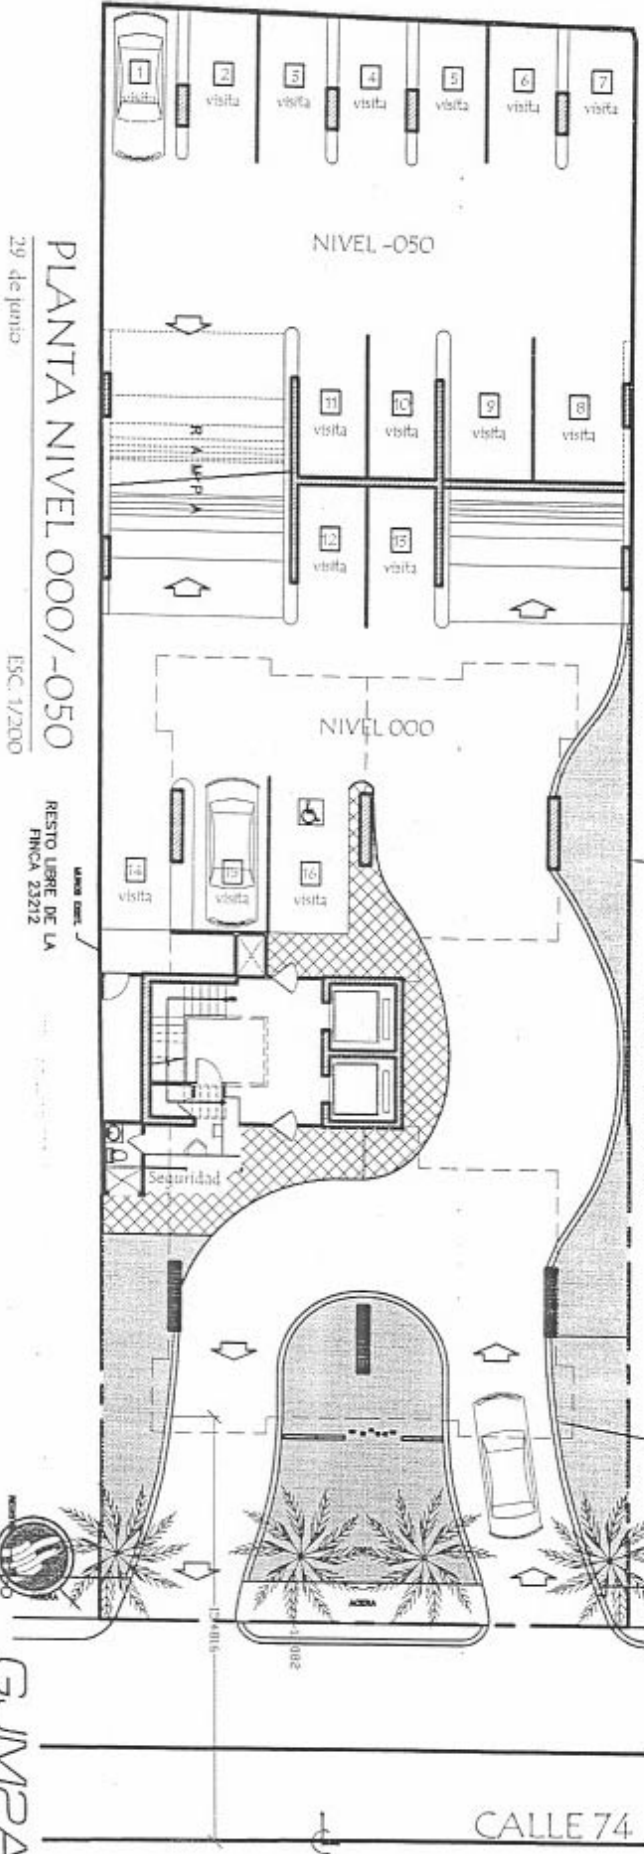 1 visita
2 visita
3 visita
4 visita
5 visita
6 visita
7 visita
NIVEL -050
11 visita
10 visita
9 visita
8 visita
RAMPA
12 visita
13 visita
NIVEL 000
14 visita
15 visita
16 visita
Seguridad
PLANTA NIVEL 000/-050
29 de junio
ESC. 1/200
RESTO LIBRE DE LA
FINCA 23212
ACERA
ACERA
CALLE 74